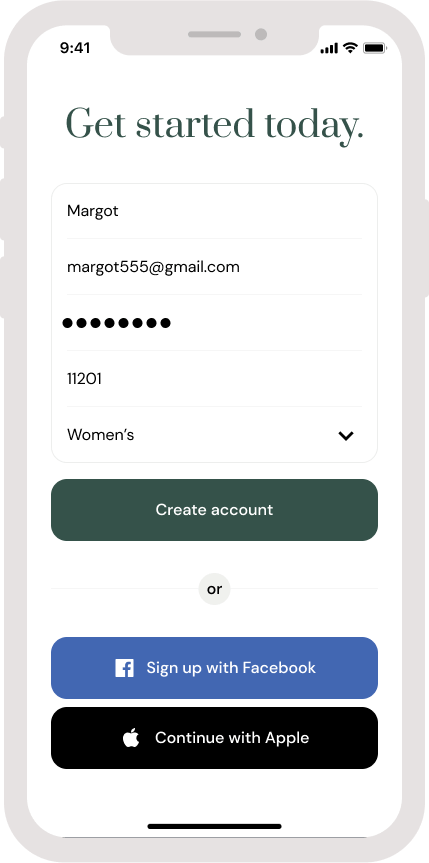 9:41
Get started today.
Margot
margot555@gmail.com
●●●●●●●●
11201
Women’s
Create account
or
Sign up with Facebook
Continue with Apple